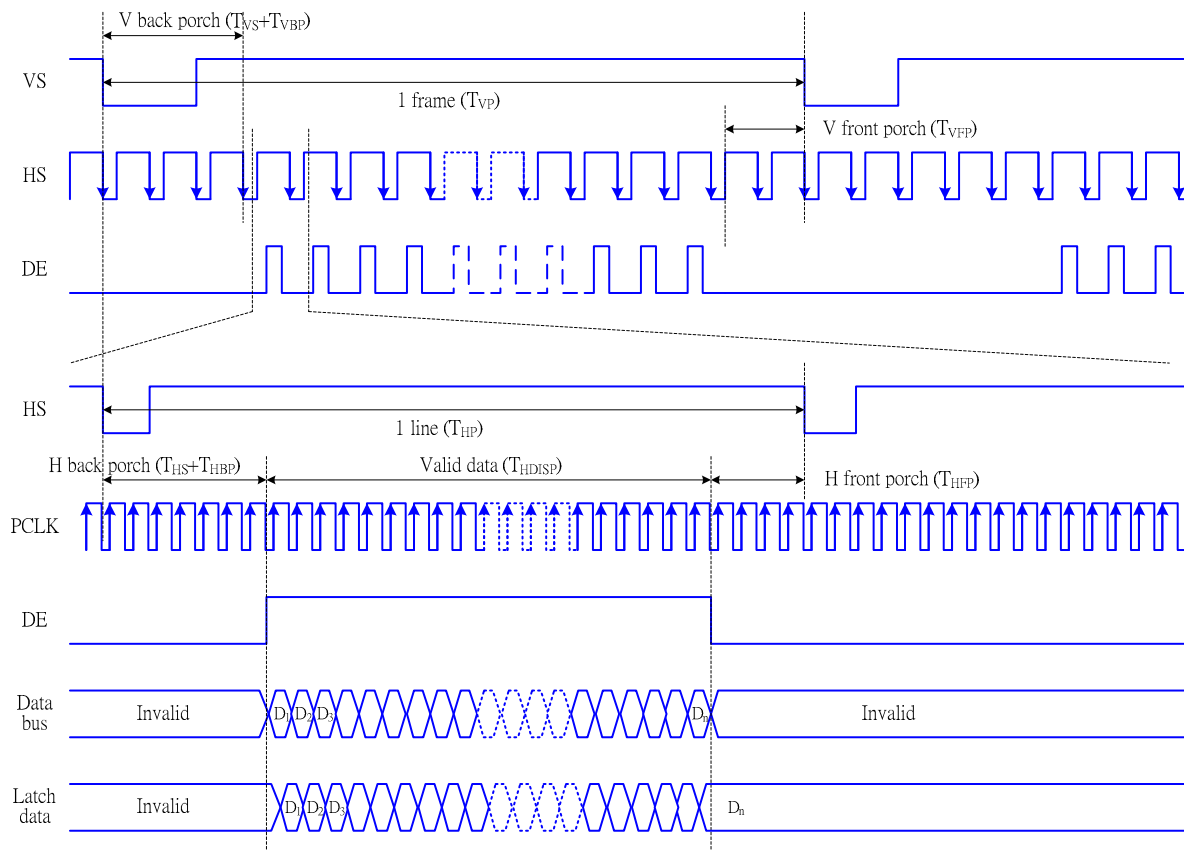 V back porch (TVS+TVBP)
VS
1 frame (TVP)
V front porch (TVFP)
HS
DE
HS
1 line (THP)
H back porch (THS+THBP)
Valid data (THDISP)
H front porch (THFP)
PCLK
DE
Data
bus
Invalid
D1 D2 D3
Dn
Invalid
Latch
data
Invalid
D1 D2 D3
Dn